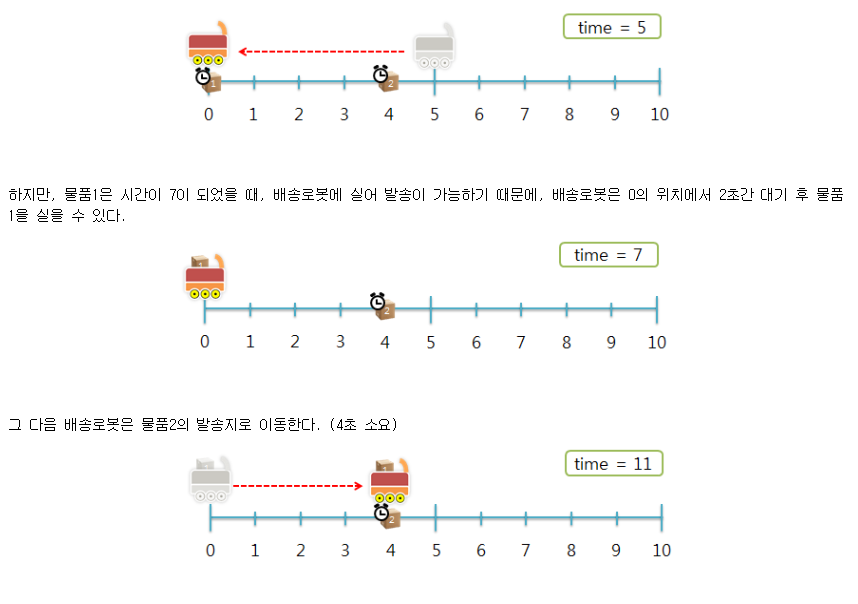 time = 5
1 2
0 1 2 3 4 5 6 7 8 9 10
하지만, 물품1은 시간이 7이 되었을 때, 배송로봇에 실어 발송이 가능하기 때문에, 배송로봇은 0의 위치에서 2초간 대기 후 물품
1을 실을 수 있다.
time = 7
2
0 1 2 3 4 5 6 7 8 9 10
그 다음 배송로봇은 물품2의 발송지로 이동한다. (4초 소요)
time = 11
2
0 1 2 3 4 5 6 7 8 9 10